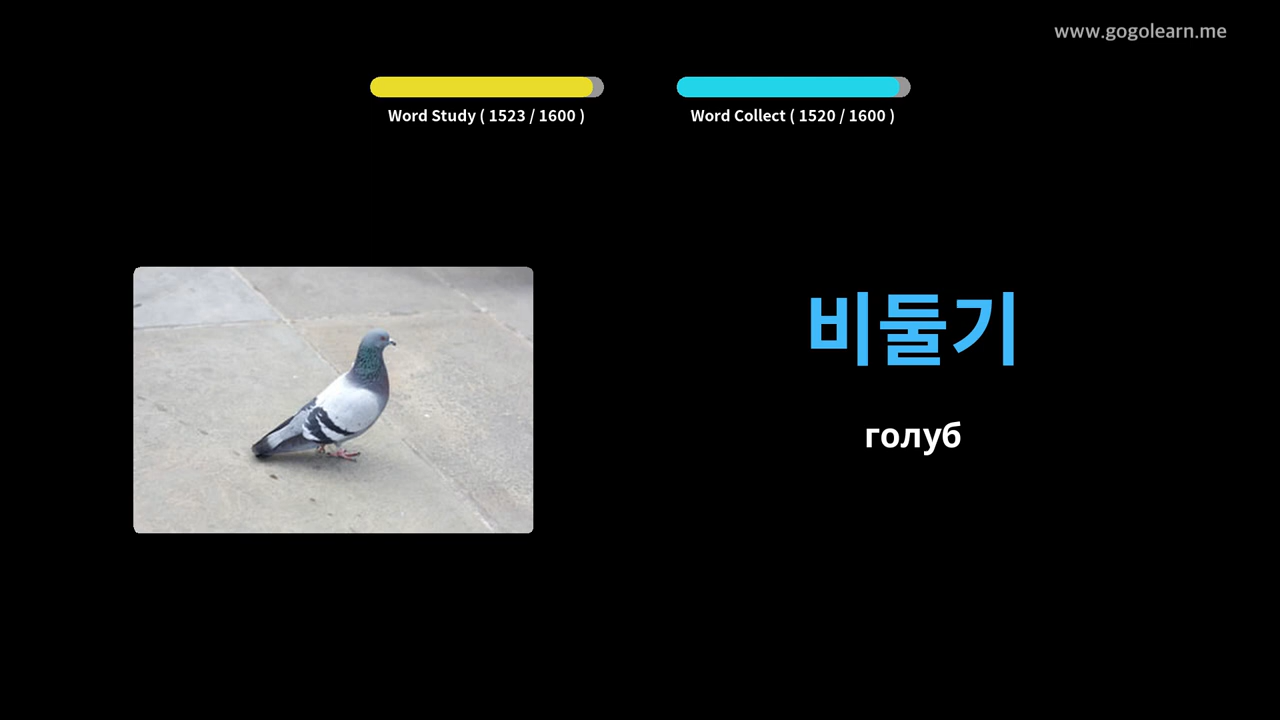 www.gogolearn.me
Word Study ( 1523 / 1600 )
Word Collect ( 1520 / 1600 )
비둘기
голуб